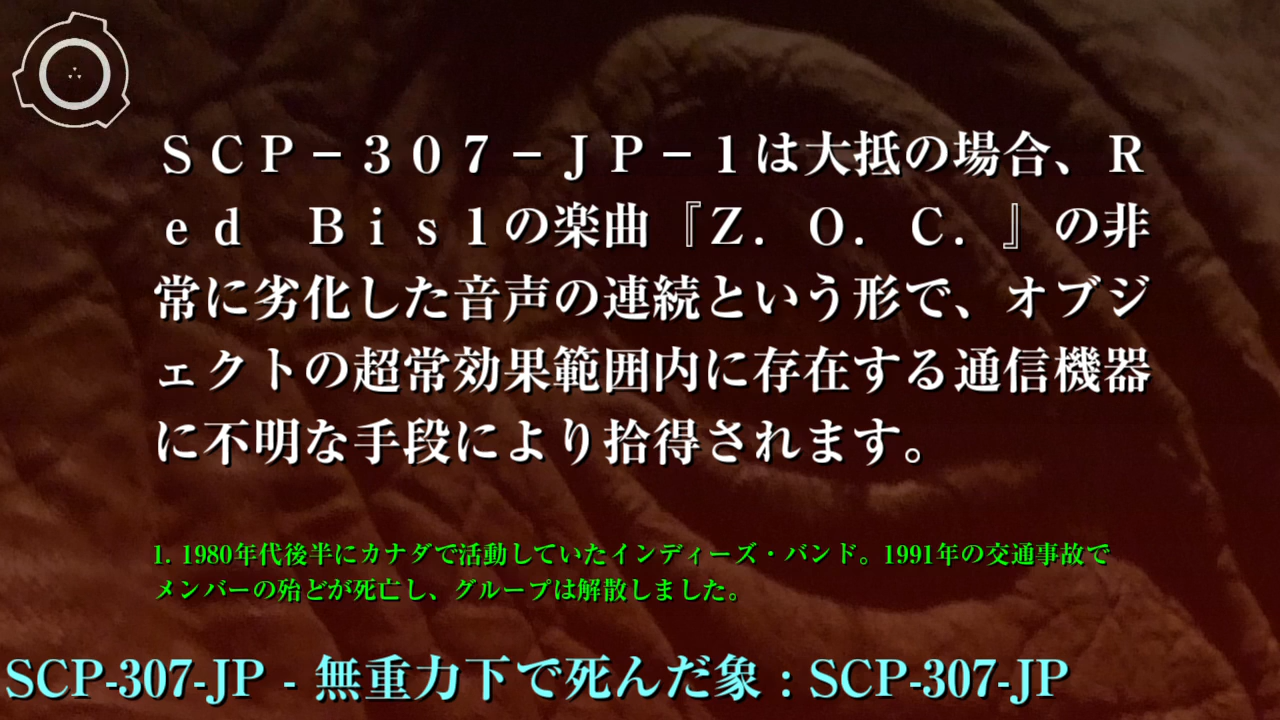 ＳＣＰ－３０７－ＪＰ－１は大抵の場合、Ｒ
ｅｄ　Ｂｉｓ１の楽曲『Ｚ．Ｏ．Ｃ．』の非
常に劣化した音声の連続という形で、オブジ
ェクトの超常効果範囲内に存在する通信機器
に不明な手段により拾得されます。
1. 1980年代後半にカナダで活動していたインディーズ・バンド。1991年の交通事故で
メンバーの殆どが死亡し、グループは解散しました。
SCP-307-JP - 無重力下で死んだ象 : SCP-307-JP